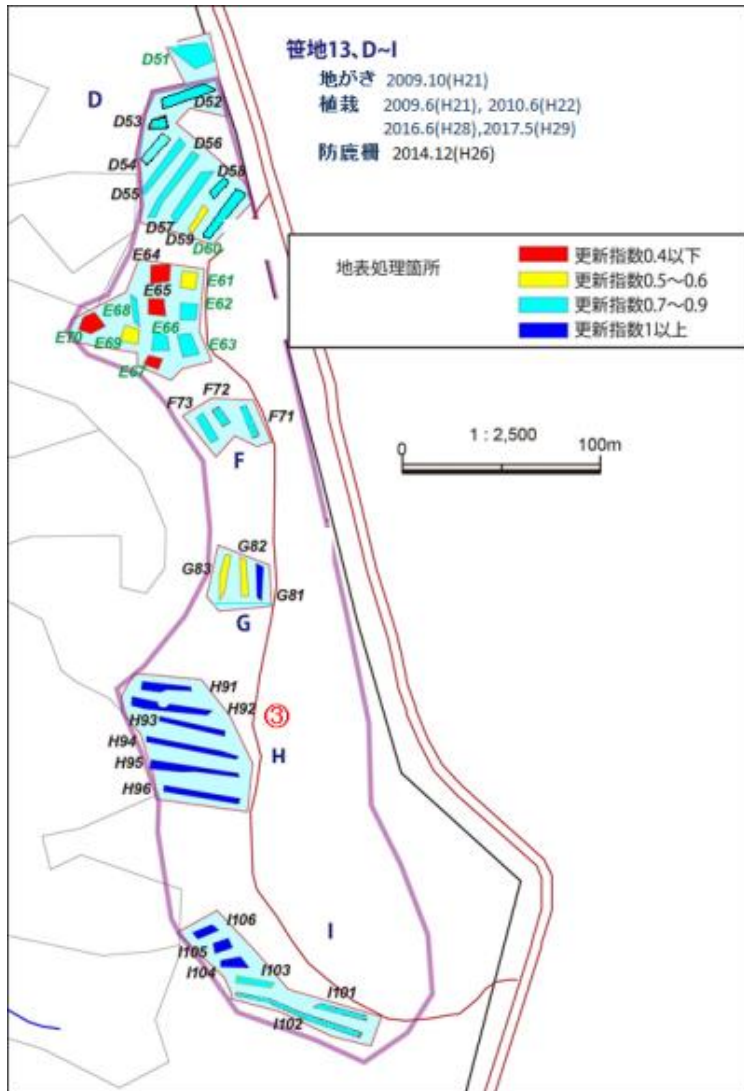 笹地13、D~I
地がき 2009.10(H21)
植栽 2009.6(H21), 2010.6(H22)
2016.6(H28),2017.5(H29)
防鹿柵 2014.12(H26)
D51
D
D52
D53
D56
D54
D58
D55
D57
D59
D60
地表処理箇所
更新指数0.4以下
更新指数0.5～0.6
更新指数0.7～0.9
更新指数1以上
E64
E61
E65
E62
E68
E66
E70
E69
E63
E67
F72
F73
F71
F
1 : 2,500
0
100m
G82
G83
G81
G
H91
H92
③
H93
H94
H
H95
H96
I106
I
I105
I104
I103
I101
I102